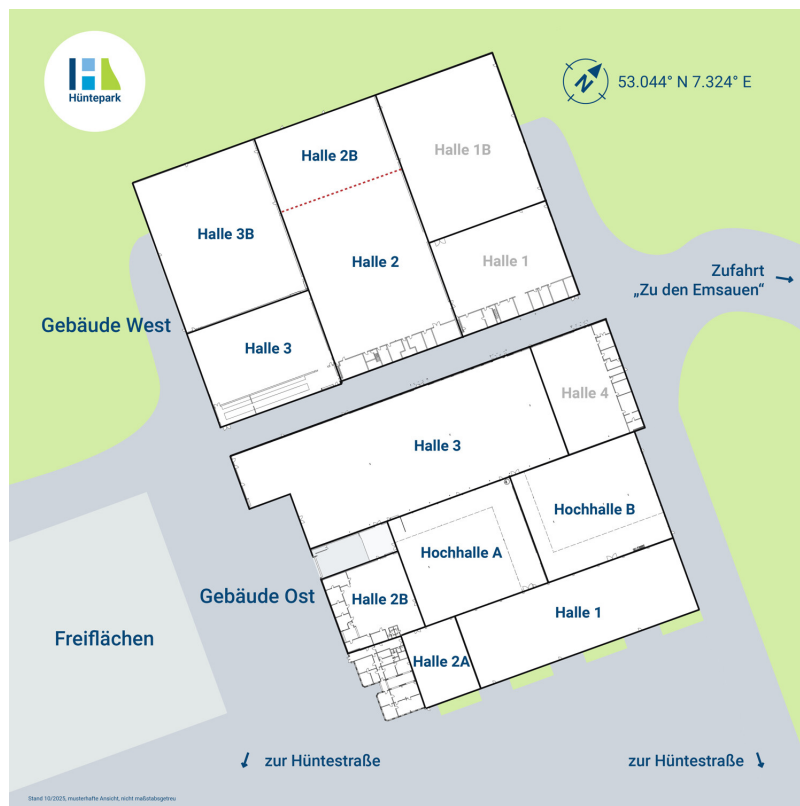 Hüntepark
N
53.044° N 7.324° E
Halle 2B
Halle 1B
Halle 3B
Halle 2
Halle 1
Zufahrt
„Zu den Emsauen“
Gebäude West
Halle 3
Halle 4
Halle 3
Hochhalle B
Hochhalle A
Gebäude Ost
Halle 2B
Halle 1
Freiflächen
Halle 2A
zur Hüntestraße
zur Hüntestraße
Stand 10/2025, musterhafte Ansicht, nicht maßstabsgetreu